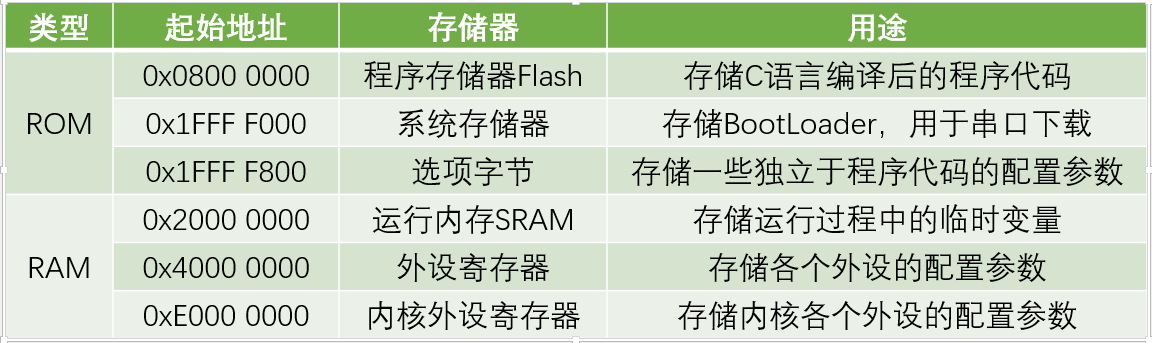 类型 起始地址 存储器 用途
ROM 0x0800 0000 程序存储器Flash 存储C语言编译后的程序代码
0x1FFF F000 系统存储器 存储BootLoader，用于串口下载
0x1FFF F800 选项字节 存储一些独立于程序代码的配置参数
RAM 0x2000 0000 运行内存SRAM 存储运行过程中的临时变量
0x4000 0000 外设寄存器 存储各个外设的配置参数
0xE000 0000 内核外设寄存器 存储内核各个外设的配置参数